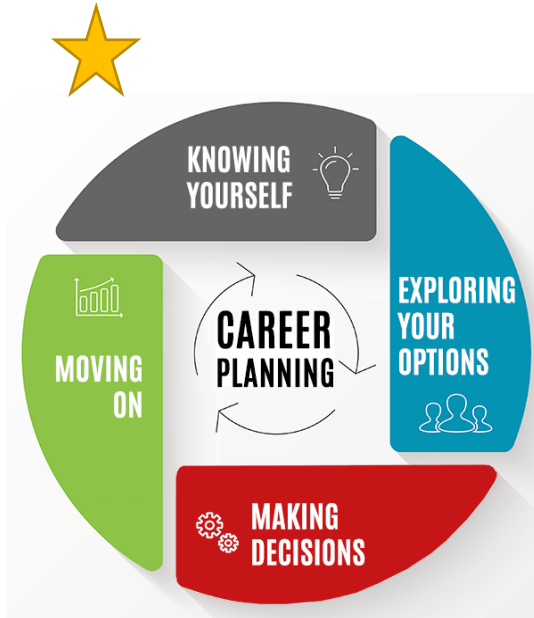 KNOWING
YOURSELF
EXPLORING
YOUR
OPTIONS
CAREER
PLANNING
MOVING
ON
MAKING
DECISIONS